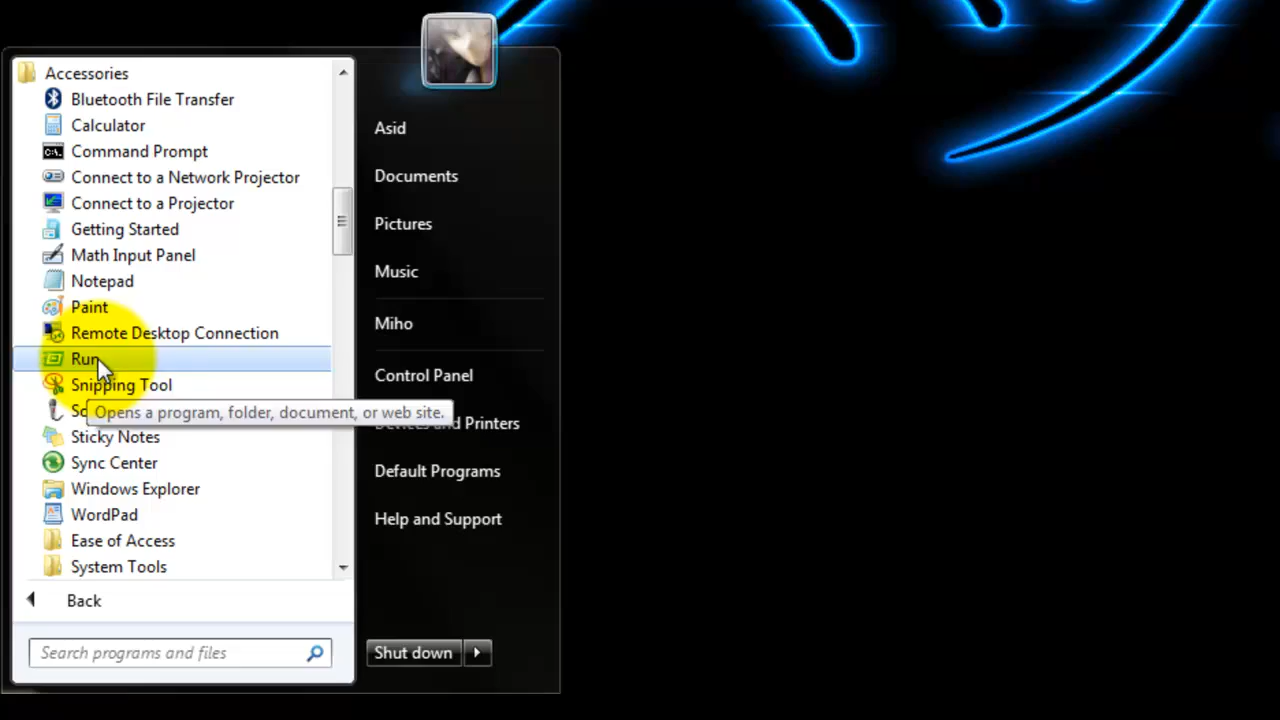 Accessories
Bluetooth File Transfer
Calculator
C:\.
Command Prompt
Connect to a Network Projector
Connect to a Projector
Getting Started
Math Input Panel
Notepad
Paint
Remote Desktop Connection
Run
Snipping Tool
Opens a program, folder, document, or web site.
Sticky Notes
Sync Center
Windows Explorer
WordPad
Ease of Access
System Tools
Back
Search programs and files
Asid
Documents
Pictures
Music
Miho
Control Panel
Devices and Printers
Default Programs
Help and Support
Shut down